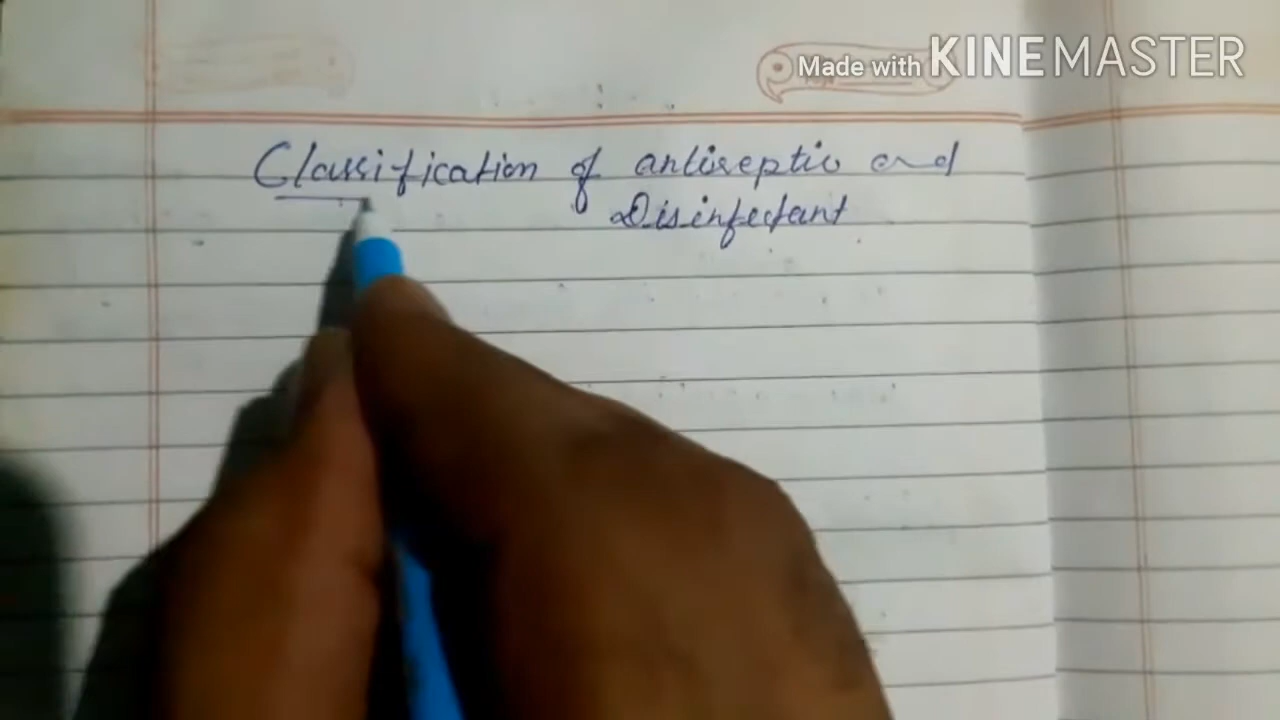 Made with KINEMASTER
Classification of antiseptic and
Disinfectant